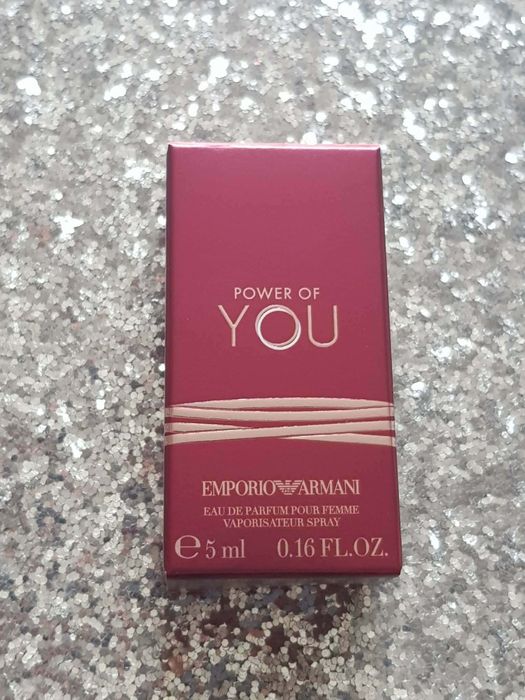 POWER OF
YOU
EMPORIO ARMANI
EAU DE PARFUM POUR FEMME
VAPORISATEUR SPRAY
℮ 5 ml 0.16 FL.OZ.